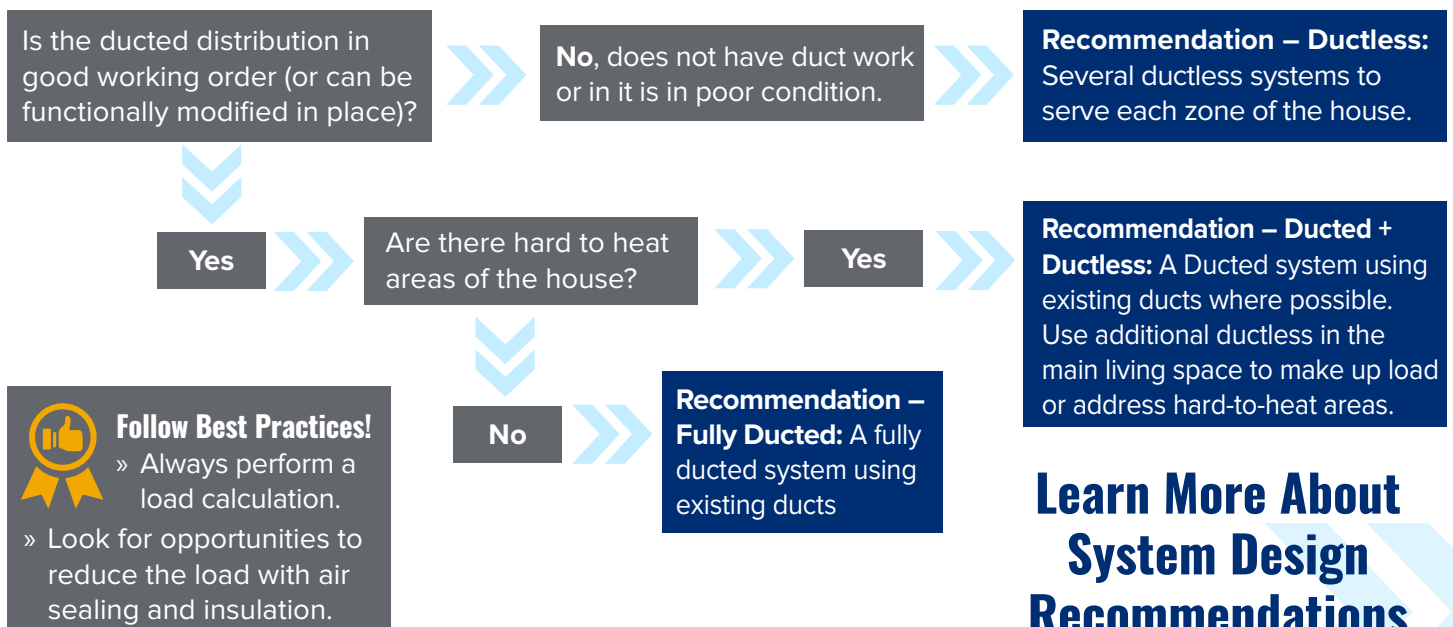 Is the ducted distribution in
good working order (or can be
functionally modified in place)?
No, does not have duct work
or in it is in poor condition.
Recommendation – Ductless:
Several ductless systems to
serve each zone of the house.
Yes
Are there hard to heat
areas of the house?
Yes
Recommendation – Ducted +
Ductless: A Ducted system using
existing ducts where possible.
Use additional ductless in the
main living space to make up load
or address hard-to-heat areas.
No
Recommendation –
Fully Ducted: A fully
ducted system using
existing ducts
Follow Best Practices!
» Always perform a
load calculation.
» Look for opportunities to
reduce the load with air
sealing and insulation.
Learn More About
System Design
Recommendations